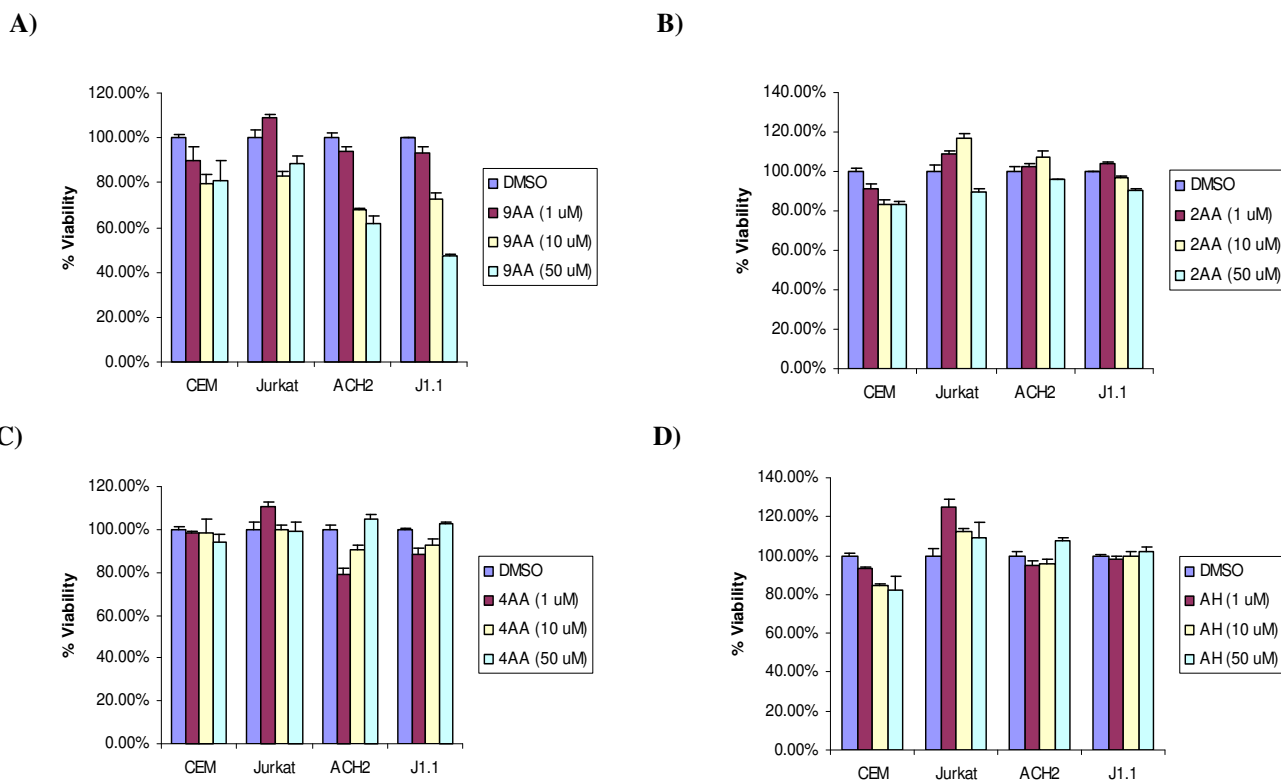 A)
120.00%
100.00%
80.00%
60.00%
40.00%
20.00%
0.00%
% Viability
CEM Jurkat ACH2 J1.1
DMSO
9AA (1 uM)
9AA (10 uM)
9AA (50 uM)
B)
140.00%
120.00%
100.00%
80.00%
60.00%
40.00%
20.00%
0.00%
% Viability
CEM Jurkat ACH2 J1.1
DMSO
2AA (1 uM)
2AA (10 uM)
2AA (50 uM)
C)
120.00%
100.00%
80.00%
60.00%
40.00%
20.00%
0.00%
% Viability
CEM Jurkat ACH2 J1.1
DMSO
4AA (1 uM)
4AA (10 uM)
4AA (50 uM)
D)
140.00%
120.00%
100.00%
80.00%
60.00%
40.00%
20.00%
0.00%
% Viability
CEM Jurkat ACH2 J1.1
DMSO
AH (1 uM)
AH (10 uM)
AH (50 uM)